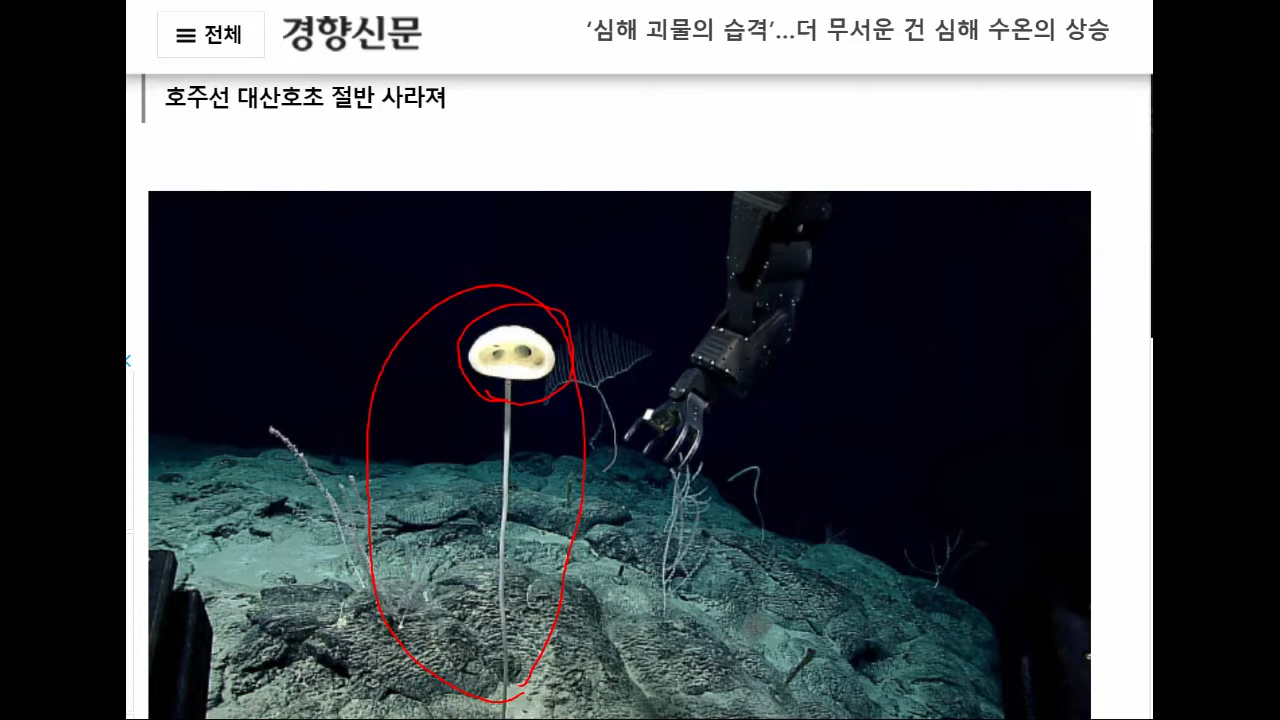 전체
경향신문
‘심해 괴물의 습격’...더 무서운 건 심해 수온의 상승
호주선 대산호초 절반 사라져